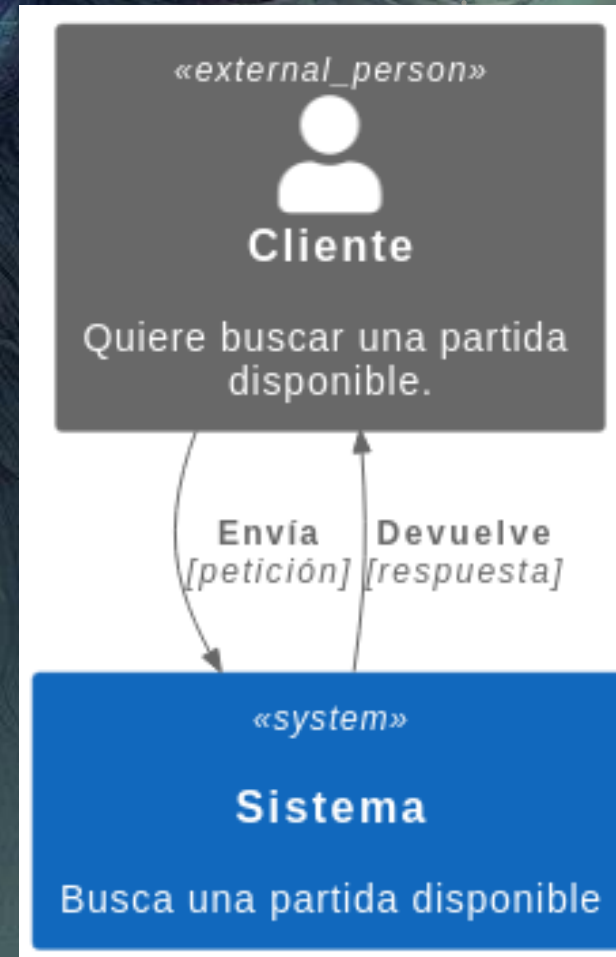 «external_person»
Cliente
Quiere buscar una partida
disponible.
Envía
[petición]
Devuelve
[respuesta]
«system»
Sistema
Busca una partida disponible